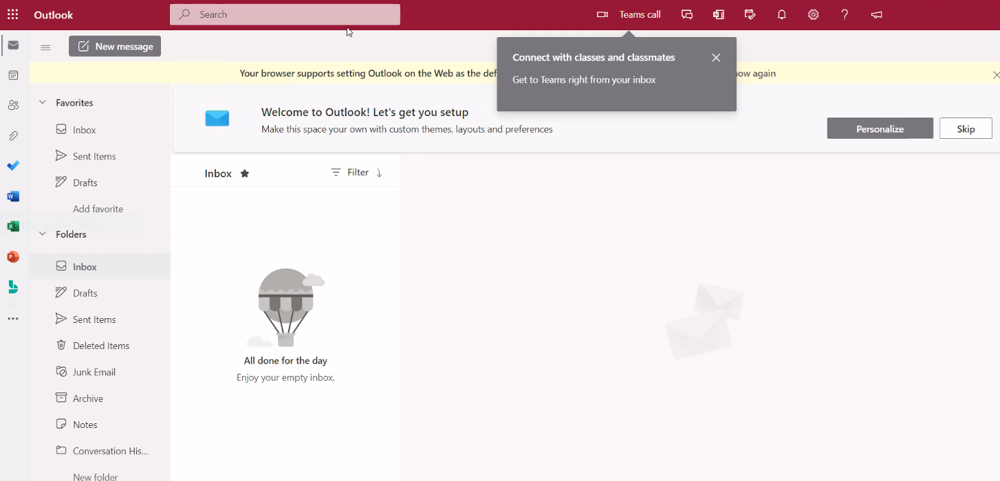 Outlook
Search
Teams call
New message
Connect with classes and classmates
Get to Teams right from your inbox
Your browser supports setting Outlook on the Web as the def
ow again
Welcome to Outlook! Let's get you setup
Make this space your own with custom themes, layouts and preferences
Personalize
Skip
Favorites
Inbox
Sent Items
Drafts
Add favorite
ctangular Snip
Folders
Inbox
Drafts
Sent Items
Deleted Items
Junk Email
Archive
Notes
Conversation His...
New folder
Inbox
Filter
All done for the day
Enjoy your empty inbox.